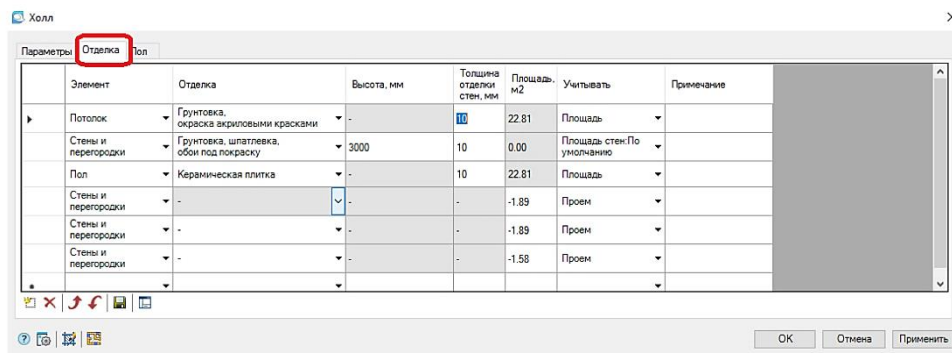 Холл
Параметры Отделка Пол
Элемент Отделка Высота, мм Толщина отделки стен, мм Площадь, м2 Учитывать Примечание
Потолок Грунтовка, окраска акриловыми красками - 10 22.81 Площадь
Стены и перегородки Грунтовка, шпатлевка, обои под покраску 3000 10 0.00 Площадь стен:По умолчанию
Пол Керамическая плитка - 10 22.81 Площадь
Стены и перегородки - - - -1.89 Проем
Стены и перегородки - - - -1.89 Проем
Стены и перегородки - - - -1.58 Проем
OK Отмена Применить